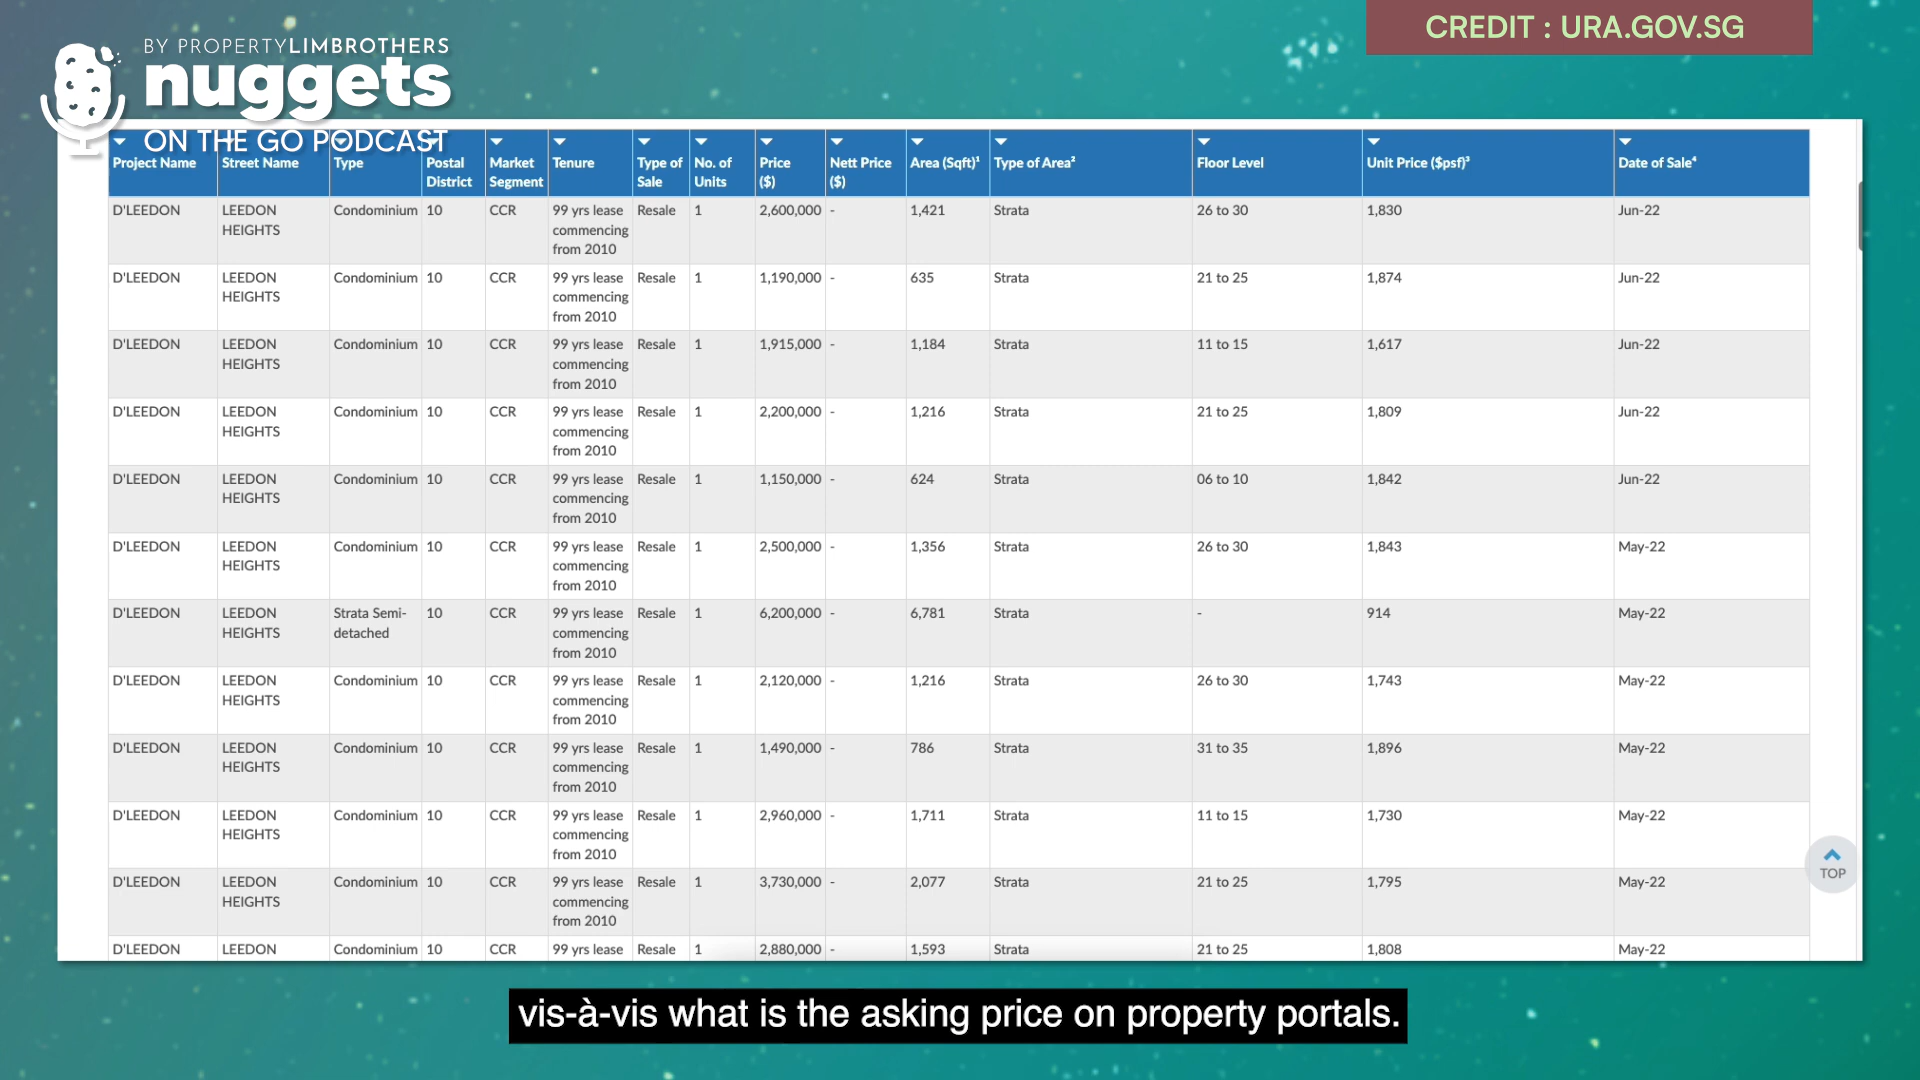 CREDIT : URA.GOV.SG
BY PROPERTYLIMBROTHERS
nuggets
ON THE GO PODCAST
Project Name Street Name Type Postal District Market Segment Tenure Type of Sale No. of Units Price ($) Nett Price ($) Area (Sqft)¹ Type of Area² Floor Level Unit Price ($psf)³ Date of Sale⁴
D'LEEDON LEEDON HEIGHTS Condominium 10 CCR 99 yrs lease commencing from 2010 Resale 1 2,600,000 - 1,421 Strata 26 to 30 1,830 Jun-22
D'LEEDON LEEDON HEIGHTS Condominium 10 CCR 99 yrs lease commencing from 2010 Resale 1 1,190,000 - 635 Strata 21 to 25 1,874 Jun-22
D'LEEDON LEEDON HEIGHTS Condominium 10 CCR 99 yrs lease commencing from 2010 Resale 1 1,915,000 - 1,184 Strata 11 to 15 1,617 Jun-22
D'LEEDON LEEDON HEIGHTS Condominium 10 CCR 99 yrs lease commencing from 2010 Resale 1 2,200,000 - 1,216 Strata 21 to 25 1,809 Jun-22
D'LEEDON LEEDON HEIGHTS Condominium 10 CCR 99 yrs lease commencing from 2010 Resale 1 1,150,000 - 624 Strata 06 to 10 1,842 Jun-22
D'LEEDON LEEDON HEIGHTS Condominium 10 CCR 99 yrs lease commencing from 2010 Resale 1 2,500,000 - 1,356 Strata 26 to 30 1,843 May-22
D'LEEDON LEEDON HEIGHTS Strata Semi-detached 10 CCR 99 yrs lease commencing from 2010 Resale 1 6,200,000 - 6,781 Strata - 914 May-22
D'LEEDON LEEDON HEIGHTS Condominium 10 CCR 99 yrs lease commencing from 2010 Resale 1 2,120,000 - 1,216 Strata 26 to 30 1,743 May-22
D'LEEDON LEEDON HEIGHTS Condominium 10 CCR 99 yrs lease commencing from 2010 Resale 1 1,490,000 - 786 Strata 31 to 35 1,896 May-22
D'LEEDON LEEDON HEIGHTS Condominium 10 CCR 99 yrs lease commencing from 2010 Resale 1 2,960,000 - 1,711 Strata 11 to 15 1,730 May-22
D'LEEDON LEEDON HEIGHTS Condominium 10 CCR 99 yrs lease commencing from 2010 Resale 1 3,730,000 - 2,077 Strata 21 to 25 1,795 May-22
D'LEEDON LEEDON Condominium 10 CCR 99 yrs lease Resale 1 2,880,000 - 1,593 Strata 21 to 25 1,808 May-22
TOP
vis-à-vis what is the asking price on property portals.